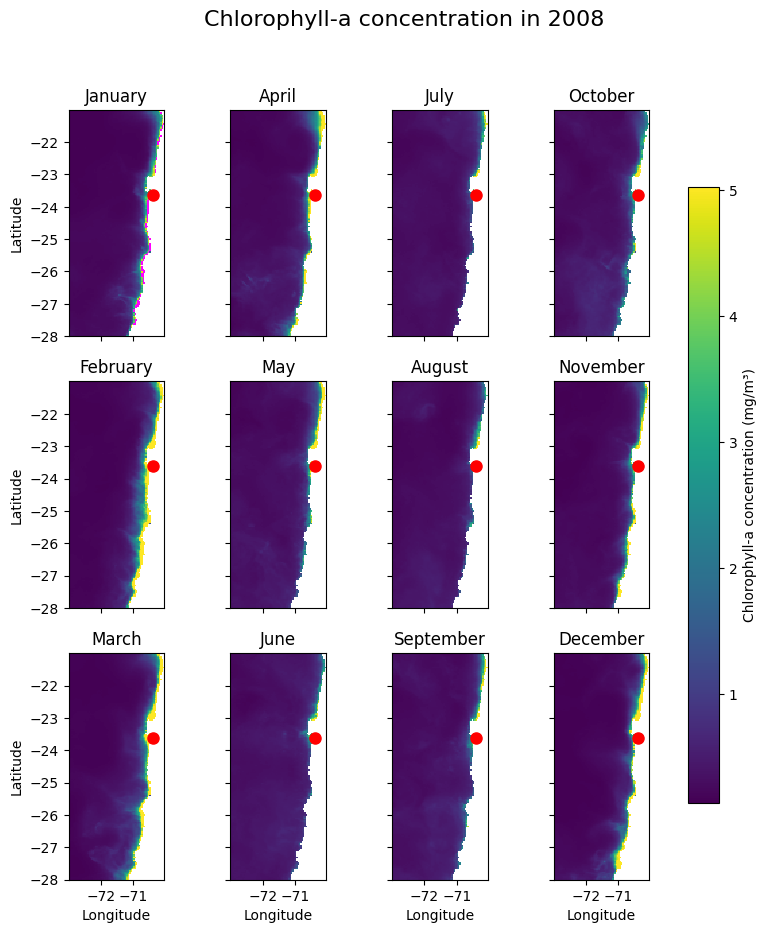 Chlorophyll-a concentration in 2008
January April July October
−22
−23
−24
−25
−26
−27
−28
Latitude
February May August November
−22
−23
−24
−25
−26
−27
−28
Latitude
March June September December
−22
−23
−24
−25
−26
−27
−28
Latitude
−72 −71 −72 −71 −72 −71 −72 −71
Longitude Longitude Longitude Longitude
5
4
3
2
1
Chlorophyll-a concentration (mg/m³)